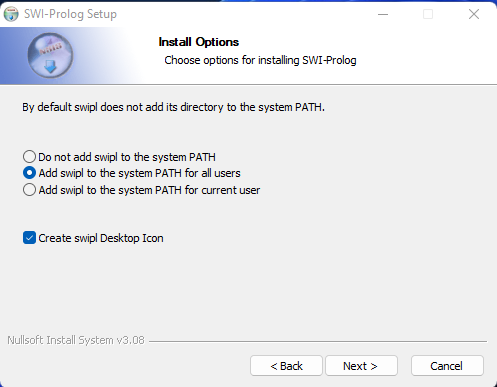 SWI-Prolog Setup
Install Options
Choose options for installing SWI-Prolog
By default swipl does not add its directory to the system PATH.
Do not add swipl to the system PATH
Add swipl to the system PATH for all users
Add swipl to the system PATH for current user
Create swipl Desktop Icon
Nullsoft Install System v3.08
< Back
Next >
Cancel